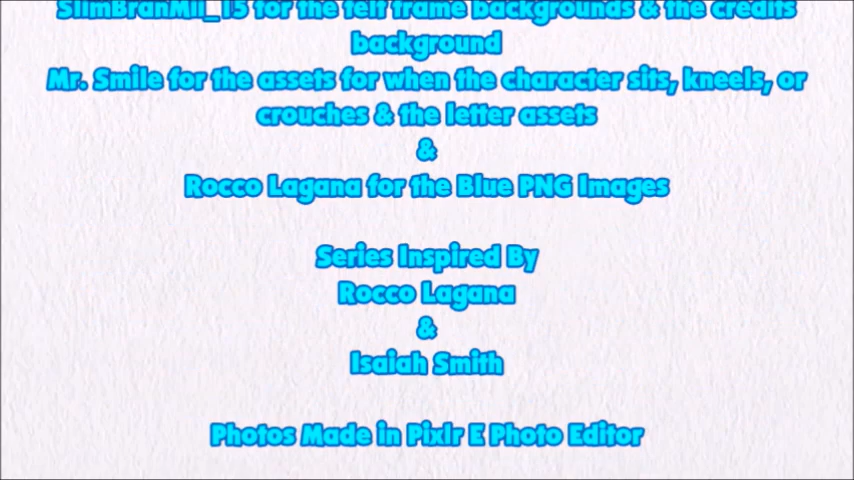 SlimBranMil_15 for the felt frame backgrounds & the credits
background
Mr. Smile for the assets for when the character sits, kneels, or
crouches & the letter assets
&
Rocco Lagana for the Blue PNG Images
Series Inspired By
Rocco Lagana
&
Isaiah Smith
Photos Made in Pixlr E Photo Editor